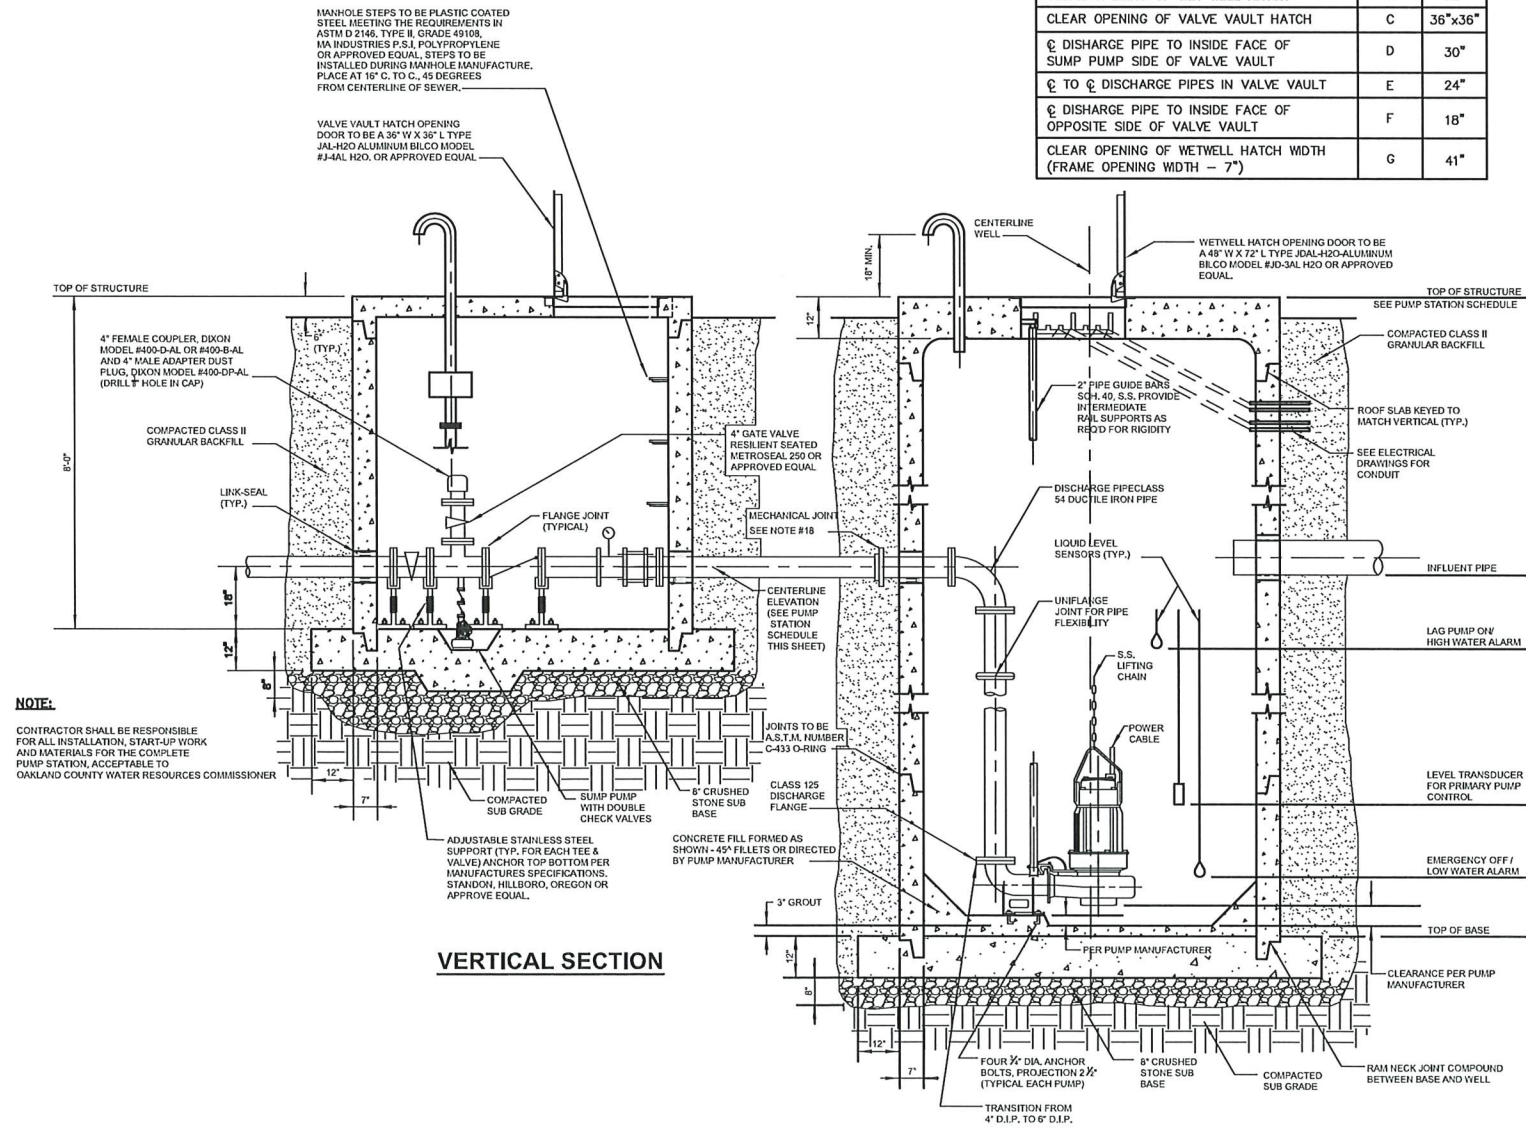 MANHOLE STEPS TO BE PLASTIC COATED
STEEL MEETING THE REQUIREMENTS IN
ASTM D 2146, TYPE II, GRADE 49108,
MA INDUSTRIES P.S.I, POLYPROPYLENE
OR APPROVED EQUAL, STEPS TO BE
INSTALLED DURING MANHOLE MANUFACTURE.
PLACE AT 16" C. TO C., 45 DEGREES
FROM CENTERLINE OF SEWER.
VALVE VAULT HATCH OPENING
DOOR TO BE A 36" W X 36" L TYPE
JAL-H2O ALUMINUM BILCO MODEL
#J-4AL H2O. OR APPROVED EQUAL
CLEAR OPENING OF VALVE VAULT HATCH C 36"x36"
℄ DISHARGE PIPE TO INSIDE FACE OF
SUMP PUMP SIDE OF VALVE VAULT D 30"
℄ TO ℄ DISCHARGE PIPES IN VALVE VAULT E 24"
℄ DISHARGE PIPE TO INSIDE FACE OF
OPPOSITE SIDE OF VALVE VAULT F 18"
CLEAR OPENING OF WETWELL HATCH WIDTH
(FRAME OPENING WIDTH – 7") G 41"
TOP OF STRUCTURE
8'-0"
6"
(TYP.)
4" FEMALE COUPLER, DIXON
MODEL #400-D-AL OR #400-B-AL
AND 4" MALE ADAPTER DUST
PLUG, DIXON MODEL #400-DP-AL
(DRILL HOLE IN CAP)
COMPACTED CLASS II
GRANULAR BACKFILL
LINK-SEAL
(TYP.)
FLANGE JOINT
(TYPICAL)
4" GATE VALVE
RESILIENT SEATED
METROSEAL 250 OR
APPROVED EQUAL
MECHANICAL JOINT
SEE NOTE #18
CENTERLINE
ELEVATION
(SEE PUMP
STATION
SCHEDULE
THIS SHEET)
18"
12"
8"
12"
7"
NOTE:
CONTRACTOR SHALL BE RESPONSIBLE
FOR ALL INSTALLATION, START-UP WORK
AND MATERIALS FOR THE COMPLETE
PUMP STATION, ACCEPTABLE TO
OAKLAND COUNTY WATER RESOURCES COMMISSIONER
COMPACTED
SUB GRADE
SUMP PUMP
WITH DOUBLE
CHECK VALVES
8" CRUSHED
STONE SUB
BASE
ADJUSTABLE STAINLESS STEEL
SUPPORT (TYP. FOR EACH TEE &
VALVE) ANCHOR TOP BOTTOM PER
MANUFACTURES SPECIFICATIONS.
STANDON, HILLBORO, OREGON OR
APPROVE EQUAL.
VERTICAL SECTION
18" MIN.
12"
CENTERLINE
WELL
WETWELL HATCH OPENING DOOR TO BE
A 48" W X 72" L TYPE JDAL-H2O-ALUMINUM
BILCO MODEL #JD-3AL H2O OR APPROVED
EQUAL.
TOP OF STRUCTURE
SEE PUMP STATION SCHEDULE
COMPACTED CLASS II
GRANULAR BACKFILL
2" PIPE GUIDE BARS
SCH. 40, S.S. PROVIDE
INTERMEDIATE
RAIL SUPPORTS AS
REQ'D FOR RIGIDITY
ROOF SLAB KEYED TO
MATCH VERTICAL (TYP.)
SEE ELECTRICAL
DRAWINGS FOR
CONDUIT
DISCHARGE PIPECLASS
54 DUCTILE IRON PIPE
LIQUID LEVEL
SENSORS (TYP.)
INFLUENT PIPE
UNIFLANGE
JOINT FOR PIPE
FLEXIBILITY
LAG PUMP ON/
HIGH WATER ALARM
S.S.
LIFTING
CHAIN
POWER
CABLE
JOINTS TO BE
A.S.T.M. NUMBER
C-433 O-RING
CLASS 125
DISCHARGE
FLANGE
LEVEL TRANSDUCER
FOR PRIMARY PUMP
CONTROL
CONCRETE FILL FORMED AS
SHOWN - 45^ FILLETS OR DIRECTED
BY PUMP MANUFACTURER
EMERGENCY OFF /
LOW WATER ALARM
3" GROUT
TOP OF BASE
PER PUMP MANUFACTURER
12"
8"
CLEARANCE PER PUMP
MANUFACTURER
12"
7"
FOUR ¾" DIA. ANCHOR
BOLTS, PROJECTION 2 ½"
(TYPICAL EACH PUMP)
8" CRUSHED
STONE SUB
BASE
COMPACTED
SUB GRADE
RAM NECK JOINT COMPOUND
BETWEEN BASE AND WELL
TRANSITION FROM
4" D.I.P. TO 6" D.I.P.